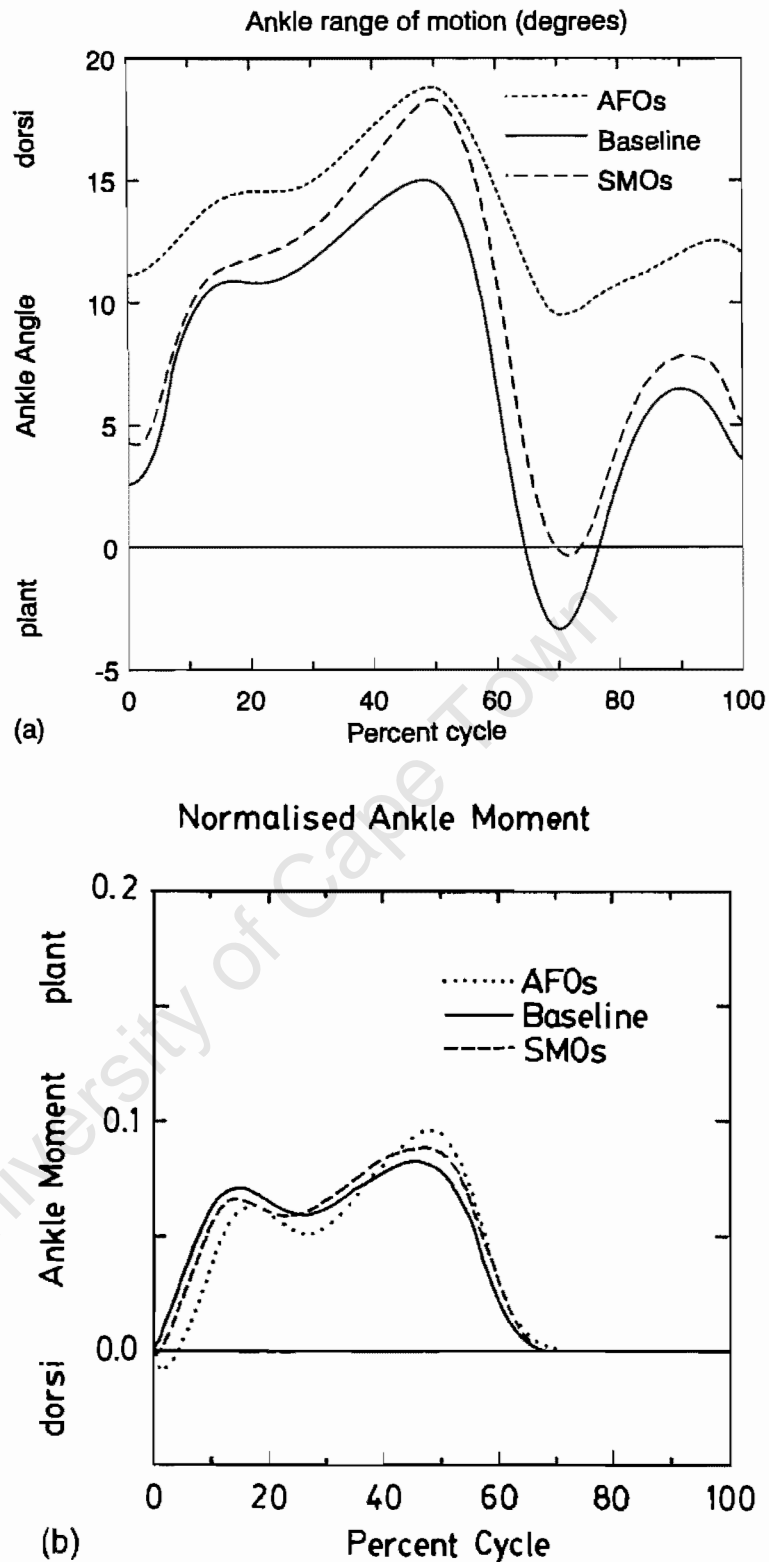 Ankle range of motion (degrees)
20
15
10
5
0
-5
dorsi
Ankle Angle
plant
AFOs
Baseline
SMOs
0 20 40 60 80 100
Percent cycle
(a)
University of Cape Town
Normalised Ankle Moment
0.2
0.1
0.0
plant
Ankle Moment
dorsi
AFOs
Baseline
SMOs
0 20 40 60 80 100
Percent Cycle
(b)